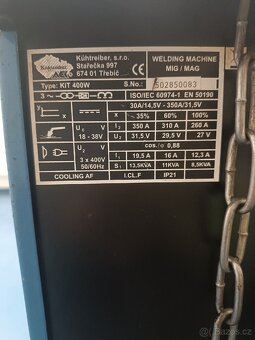 Kühtreiber, s.r.o.
Stařečka 997
674 01 Třebíč
WELDING MACHINE
MIG / MAG
Type: KIT 400W
S.No.: 502850083
3~
ISO/IEC 60974-1 EN 50190
30A/14,5V - 350A/31,5V
x ~35% 60% 100%
U0 18 - 38V
I2 350 A 310 A 260 A
U2 31,5 V 29,5 V 27 V
cos.(φ) 0,88
U1 3 x 400V 50/60Hz
I1 19,5 A 16 A 12,3 A
S1 13,5KVA 11KVA 8,5KVA
COOLING AF
I.CL.F
IP21
sbazar.cz